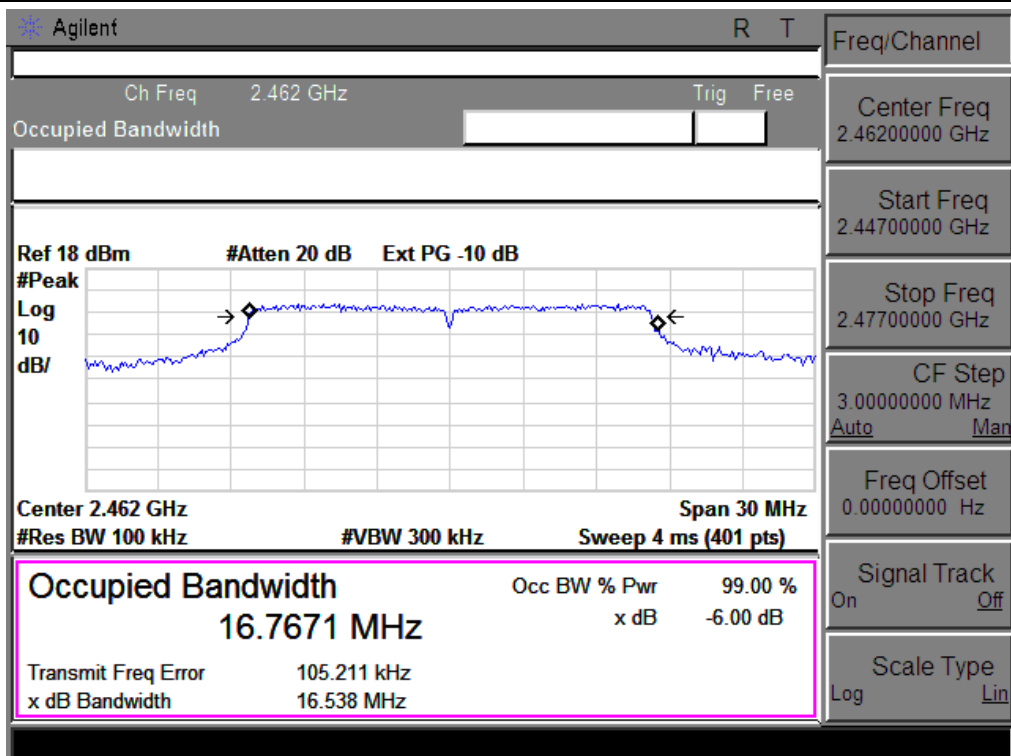 Agilent R T
Ch Freq 2.462 GHz Trig Free
Occupied Bandwidth
Ref 18 dBm #Atten 20 dB Ext PG -10 dB
#Peak
Log
10
dB/
Center 2.462 GHz Span 30 MHz
#Res BW 100 kHz #VBW 300 kHz Sweep 4 ms (401 pts)
Occupied Bandwidth Occ BW % Pwr 99.00 %
16.7671 MHz x dB -6.00 dB
Transmit Freq Error 105.211 kHz
x dB Bandwidth 16.538 MHz
Freq/Channel
Center Freq
2.46200000 GHz
Start Freq
2.44700000 GHz
Stop Freq
2.47700000 GHz
CF Step
3.00000000 MHz
Auto Man
Freq Offset
0.00000000 Hz
Signal Track
On Off
Scale Type
Log Lin